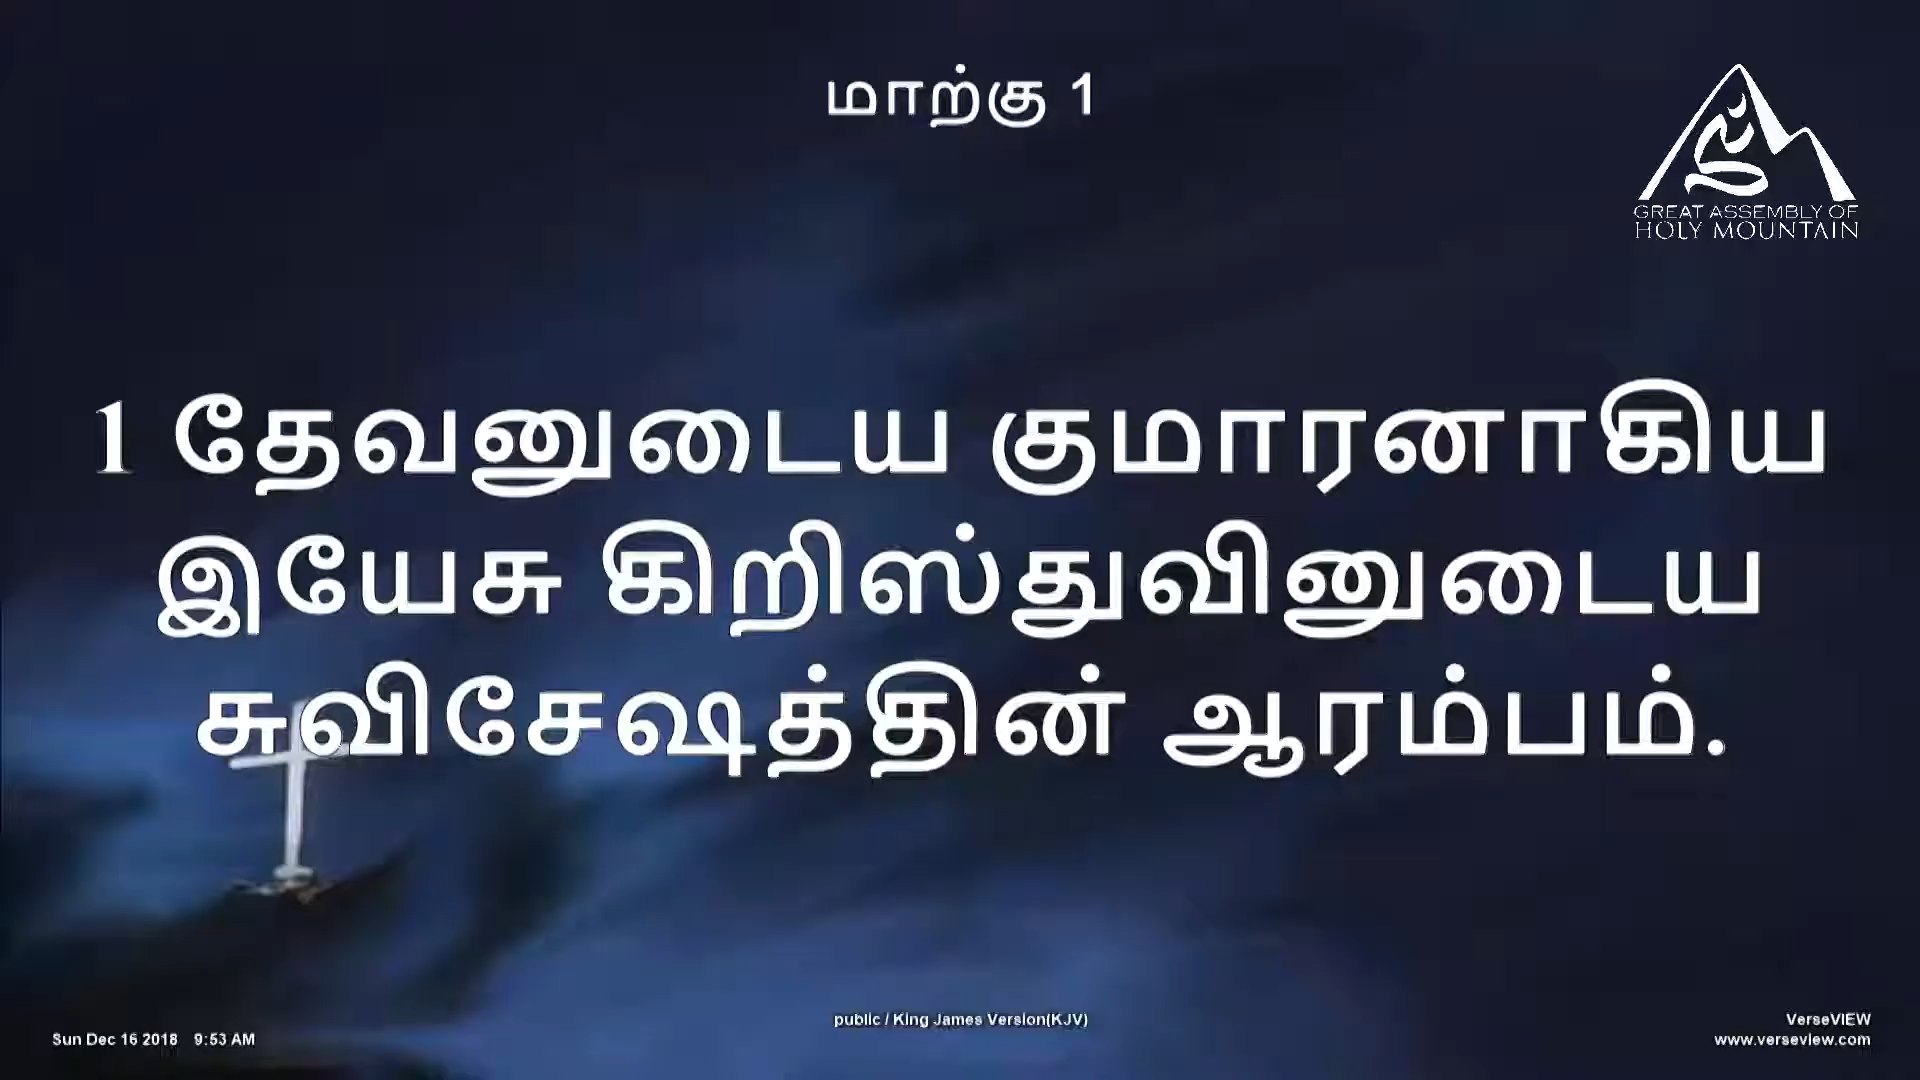 மாற்கு 1
GREAT ASSEMBLY OF
HOLY MOUNTAIN
1 தேவனுடைய குமாரனாகிய
இயேசு கிறிஸ்துவினுடைய
சுவிசேஷத்தின் ஆரம்பம்.
public / King James Version(KJV)
Sun Dec 16 2018 9:53 AM
VerseVIEW
www.verseview.com